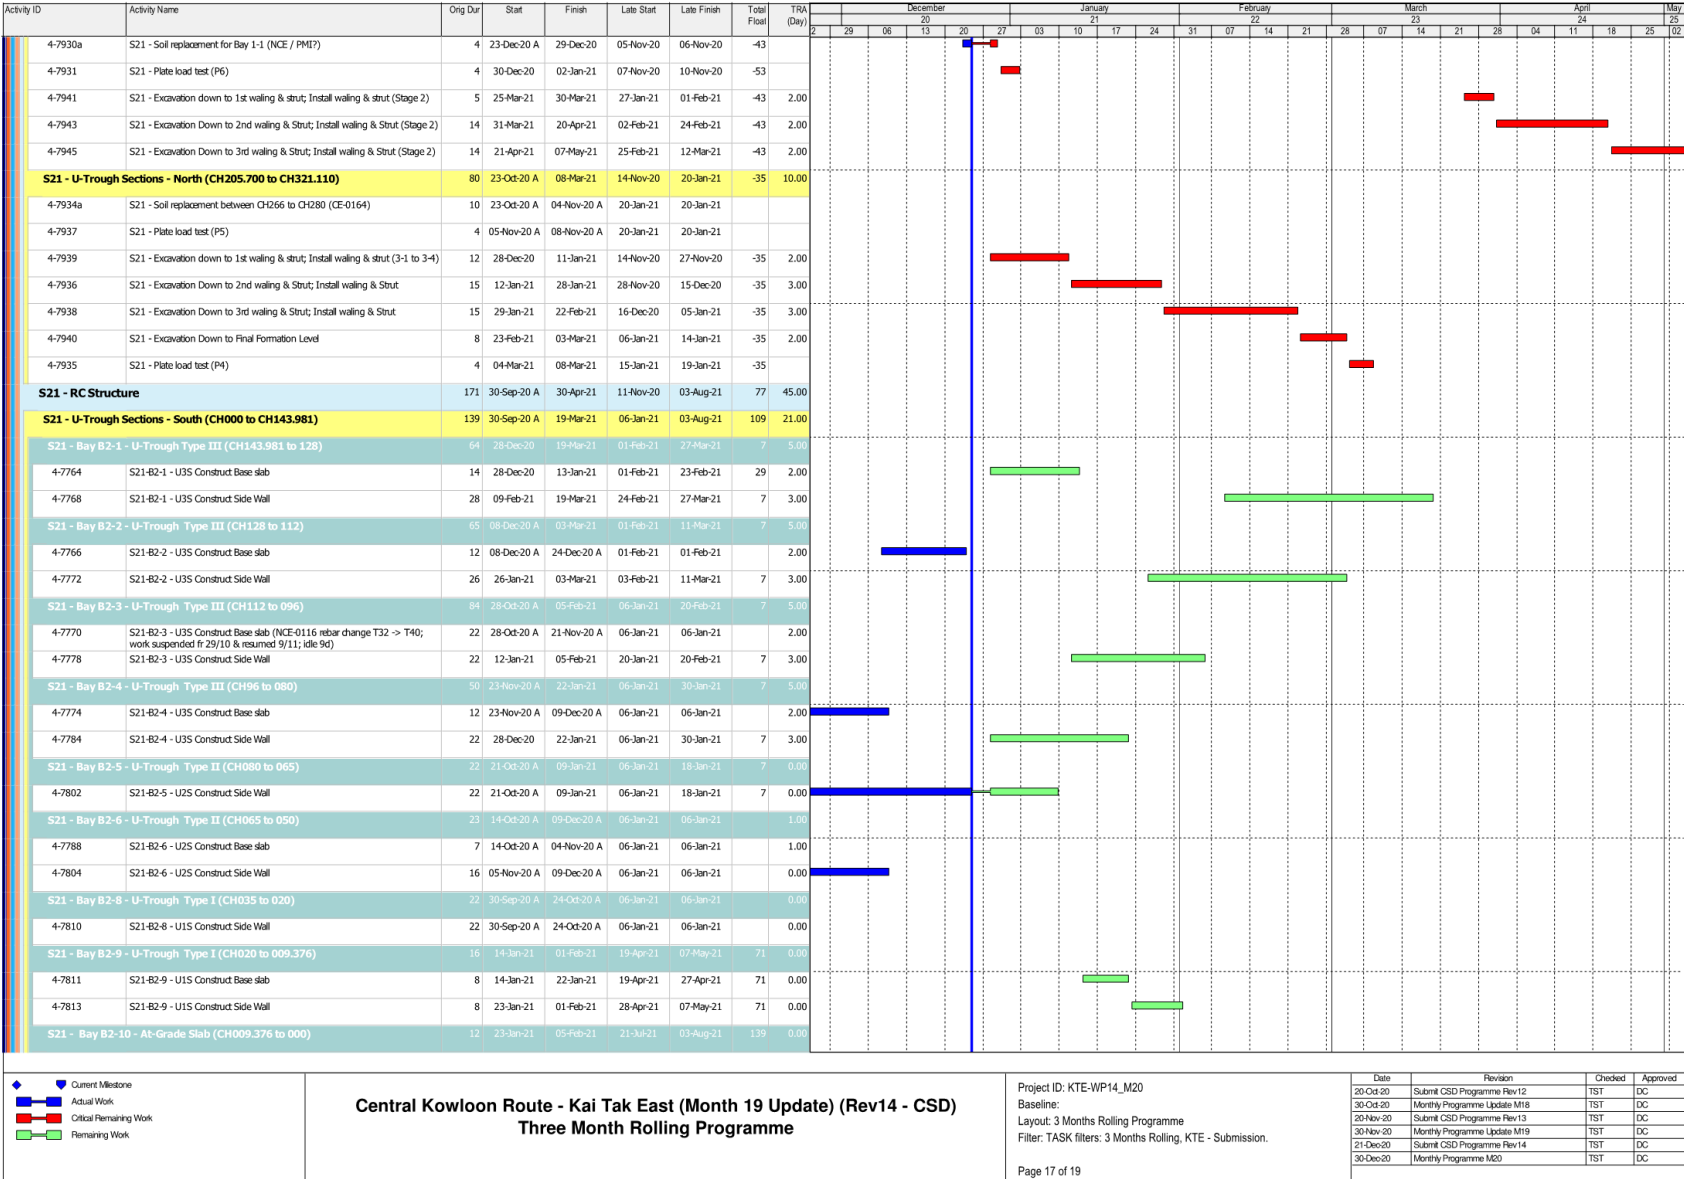 Activity ID Activity Name Orig Dur Start Finish Late Start Late Finish Total Float TRA (Day) December January February March April May
20 21 22 23 24 25
2 29 06 13 20 27 03 10 17 24 31 07 14 21 28 07 14 21 28 04 11 18 25 02
4-7930a S21 - Soil replacement for Bay 1-1 (NCE / PMI?) 4 23-Dec-20 A 29-Dec-20 05-Nov-20 06-Nov-20 -43
4-7931 S21 - Plate load test (P6) 4 30-Dec-20 02-Jan-21 07-Nov-20 10-Nov-20 -53
4-7941 S21 - Excavation down to 1st waling & strut; Install waling & strut (Stage 2) 5 25-Mar-21 30-Mar-21 27-Jan-21 01-Feb-21 -43 2.00
4-7943 S21 - Excavation Down to 2nd waling & Strut; Install waling & Strut (Stage 2) 14 31-Mar-21 20-Apr-21 02-Feb-21 24-Feb-21 -43 2.00
4-7945 S21 - Excavation Down to 3rd waling & Strut; Install waling & Strut (Stage 2) 14 21-Apr-21 07-May-21 25-Feb-21 12-Mar-21 -43 2.00
S21 - U-Trough Sections - North (CH205.700 to CH321.110) 80 23-Oct-20 A 08-Mar-21 14-Nov-20 20-Jan-21 -35 10.00
4-7934a S21 - Soil replacement between CH266 to CH280 (CE-0164) 10 23-Oct-20 A 04-Nov-20 A 20-Jan-21 20-Jan-21
4-7937 S21 - Plate load test (P5) 4 05-Nov-20 A 08-Nov-20 A 20-Jan-21 20-Jan-21
4-7939 S21 - Excavation down to 1st waling & strut; Install waling & strut (3-1 to 3-4) 12 28-Dec-20 11-Jan-21 14-Nov-20 27-Nov-20 -35 2.00
4-7936 S21 - Excavation Down to 2nd waling & Strut; Install waling & Strut 15 12-Jan-21 28-Jan-21 28-Nov-20 15-Dec-20 -35 3.00
4-7938 S21 - Excavation Down to 3rd waling & Strut; Install waling & Strut 15 29-Jan-21 22-Feb-21 16-Dec-20 05-Jan-21 -35 3.00
4-7940 S21 - Excavation Down to Final Formation Level 8 23-Feb-21 03-Mar-21 06-Jan-21 14-Jan-21 -35 2.00
4-7935 S21 - Plate load test (P4) 4 04-Mar-21 08-Mar-21 15-Jan-21 19-Jan-21 -35
S21 - RC Structure 171 30-Sep-20 A 30-Apr-21 11-Nov-20 03-Aug-21 77 45.00
S21 - U-Trough Sections - South (CH000 to CH143.981) 139 30-Sep-20 A 19-Mar-21 06-Jan-21 03-Aug-21 109 21.00
S21 - Bay B2-1 - U-Trough Type III (CH143.981 to 128) 64 28-Dec-20 19-Mar-21 01-Feb-21 27-Mar-21 7 5.00
4-7764 S21-B2-1 - U3S Construct Base slab 14 28-Dec-20 13-Jan-21 01-Feb-21 23-Feb-21 29 2.00
4-7768 S21-B2-1 - U3S Construct Side Wall 28 09-Feb-21 19-Mar-21 24-Feb-21 27-Mar-21 7 3.00
S21 - Bay B2-2 - U-Trough Type III (CH128 to 112) 65 08-Dec-20 A 03-Mar-21 01-Feb-21 11-Mar-21 7 5.00
4-7766 S21-B2-2 - U3S Construct Base slab 12 08-Dec-20 A 24-Dec-20 A 01-Feb-21 01-Feb-21 2.00
4-7772 S21-B2-2 - U3S Construct Side Wall 26 26-Jan-21 03-Mar-21 03-Feb-21 11-Mar-21 7 3.00
S21 - Bay B2-3 - U-Trough Type III (CH112 to 096) 84 28-Oct-20 A 05-Feb-21 06-Jan-21 20-Feb-21 7 5.00
4-7770 S21-B2-3 - U3S Construct Base slab (NCE-0116 rebar change T32 -> T40; 22 28-Oct-20 A 21-Nov-20 A 06-Jan-21 06-Jan-21 2.00
work suspended fr 29/10 & resumed 9/11; idle 9d)
4-7778 S21-B2-3 - U3S Construct Side Wall 22 12-Jan-21 05-Feb-21 20-Jan-21 20-Feb-21 7 3.00
S21 - Bay B2-4 - U-Trough Type III (CH96 to 080) 50 23-Nov-20 A 22-Jan-21 06-Jan-21 30-Jan-21 7 5.00
4-7774 S21-B2-4 - U3S Construct Base slab 12 23-Nov-20 A 09-Dec-20 A 06-Jan-21 06-Jan-21 2.00
4-7784 S21-B2-4 - U3S Construct Side Wall 22 28-Dec-20 22-Jan-21 06-Jan-21 30-Jan-21 7 3.00
S21 - Bay B2-5 - U-Trough Type II (CH080 to 065) 22 21-Oct-20 A 09-Jan-21 06-Jan-21 18-Jan-21 7 0.00
4-7802 S21-B2-5 - U2S Construct Side Wall 22 21-Oct-20 A 09-Jan-21 06-Jan-21 18-Jan-21 7 0.00
S21 - Bay B2-6 - U-Trough Type II (CH065 to 050) 23 14-Oct-20 A 09-Dec-20 A 06-Jan-21 06-Jan-21 1.00
4-7788 S21-B2-6 - U2S Construct Base slab 7 14-Oct-20 A 04-Nov-20 A 06-Jan-21 06-Jan-21 1.00
4-7804 S21-B2-6 - U2S Construct Side Wall 16 05-Nov-20 A 09-Dec-20 A 06-Jan-21 06-Jan-21 0.00
S21 - Bay B2-8 - U-Trough Type I (CH035 to 020) 22 30-Sep-20 A 24-Oct-20 A 06-Jan-21 06-Jan-21 0.00
4-7810 S21-B2-8 - U1S Construct Side Wall 22 30-Sep-20 A 24-Oct-20 A 06-Jan-21 06-Jan-21 0.00
S21 - Bay B2-9 - U-Trough Type I (CH020 to 009.376) 16 14-Jan-21 01-Feb-21 19-Apr-21 07-May-21 71 0.00
4-7811 S21-B2-9 - U1S Construct Base slab 8 14-Jan-21 22-Jan-21 19-Apr-21 27-Apr-21 71 0.00
4-7813 S21-B2-9 - U1S Construct Side Wall 8 23-Jan-21 01-Feb-21 28-Apr-21 07-May-21 71 0.00
S21 - Bay B2-10 - At-Grade Slab (CH009.376 to 000) 12 23-Jan-21 05-Feb-21 21-Jul-21 03-Aug-21 139 0.00
Current Milestone
Actual Work
Critical Remaining Work
Remaining Work
Central Kowloon Route - Kai Tak East (Month 19 Update) (Rev14 - CSD)
Three Month Rolling Programme
Project ID: KTE-WP14_M20
Baseline:
Layout: 3 Months Rolling Programme
Filter: TASK filters: 3 Months Rolling, KTE - Submission.
Page 17 of 19
Date Revision Checked Approved
20-Oct-20 Submit CSD Programme Rev12 TST DC
30-Oct-20 Monthly Programme Update M18 TST DC
20-Nov-20 Submit CSD Programme Rev13 TST DC
30-Nov-20 Monthly Programme Update M19 TST DC
21-Dec-20 Submit CSD Programme Rev14 TST DC
30-Dec-20 Monthly Programme M20 TST DC